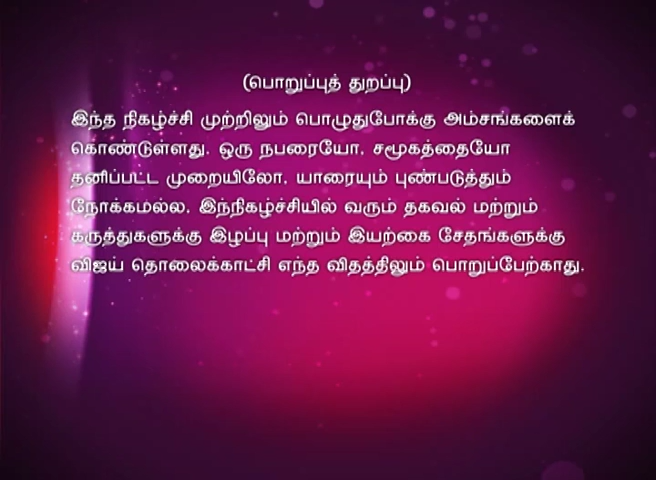 (பொறுப்புத் துறப்பு)
இந்த நிகழ்ச்சி முற்றிலும் பொழுதுபோக்கு அம்சங்களைக்
கொண்டுள்ளது. ஒரு நபரையோ, சமூகத்தையோ
தனிப்பட்ட முறையிலோ, யாரையும் புண்படுத்தும்
நோக்கமல்ல, இந்நிகழ்ச்சியில் வரும் தகவல் மற்றும்
கருத்துகளுக்கு இழப்பு மற்றும் இயற்கை சேதங்களுக்கு
விஜய் தொலைக்காட்சி எந்த விதத்திலும் பொறுப்பேற்காது.